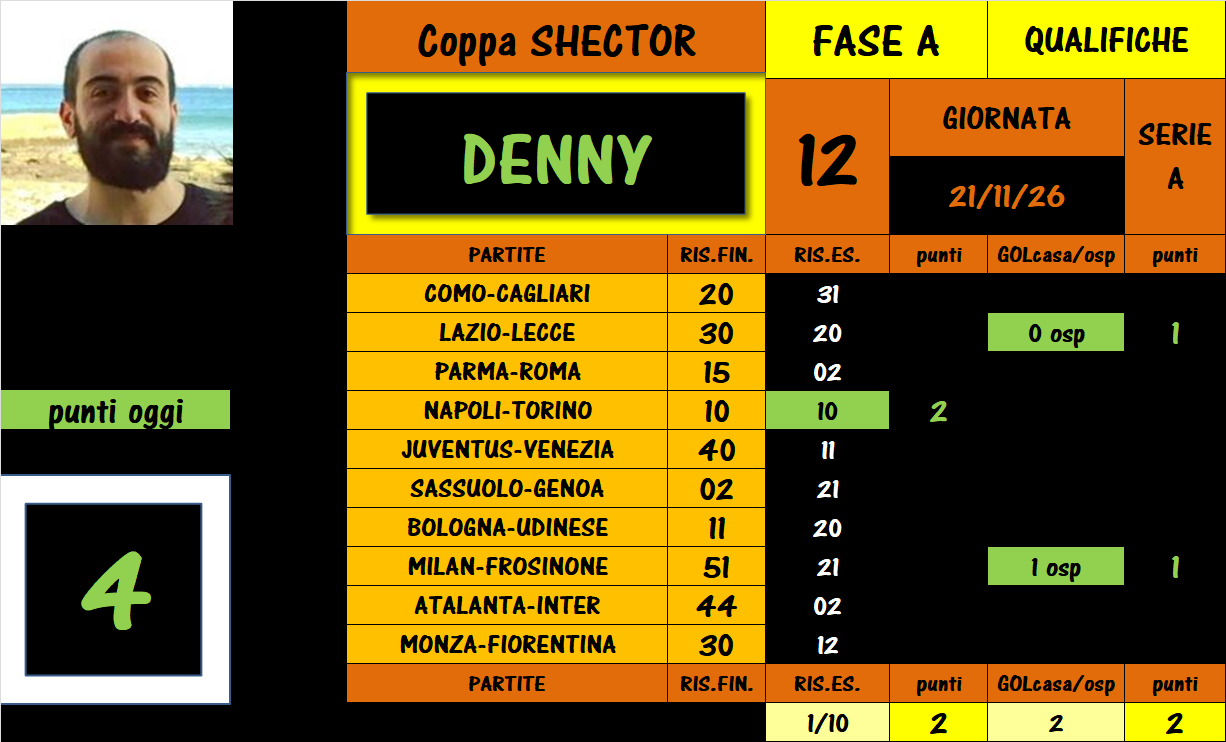 Coppa SHECTOR
FASE A
QUALIFICHE
DENNY
12
GIORNATA
21/11/26
SERIE
A
PARTITE RIS.FIN. RIS.ES. punti GOLcasa/osp punti
COMO-CAGLIARI 20 31
LAZIO-LECCE 30 20 0 osp 1
PARMA-ROMA 15 02
NAPOLI-TORINO 10 10 2
JUVENTUS-VENEZIA 40 11
SASSUOLO-GENOA 02 21
BOLOGNA-UDINESE 11 20
MILAN-FROSINONE 51 21 1 osp 1
ATALANTA-INTER 44 02
MONZA-FIORENTINA 30 12
PARTITE RIS.FIN. RIS.ES. punti GOLcasa/osp punti
1/10 2 2 2
punti oggi
4